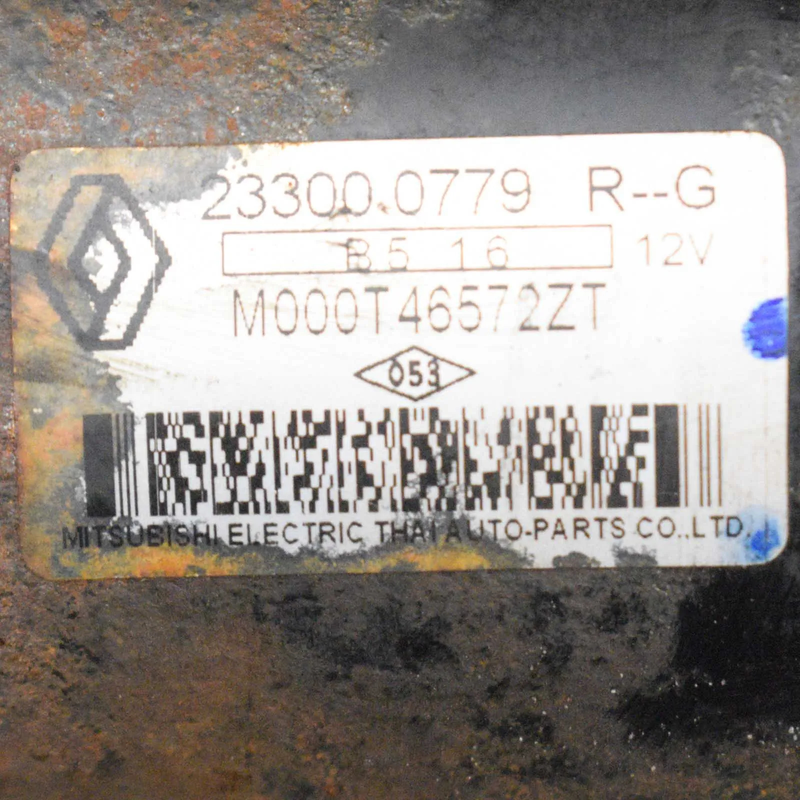 23300.0779 R--G
B5 16 12V
M000T46572ZT
053
MITSUBISHI ELECTRIC THAI AUTO-PARTS CO.,LTD.